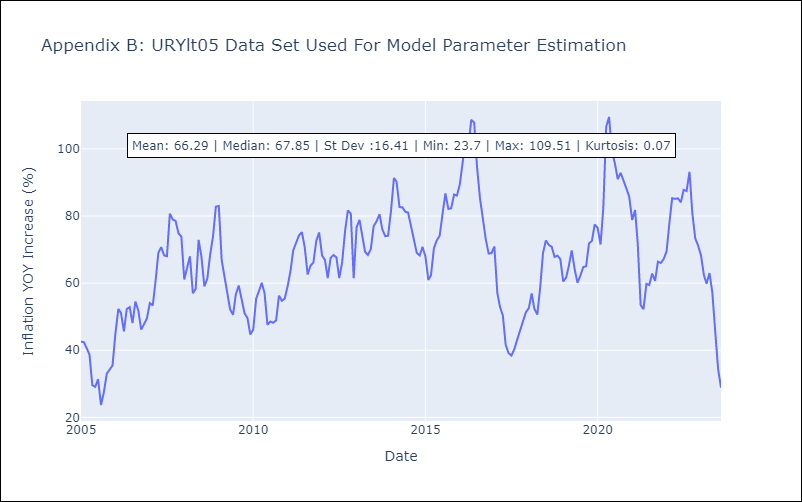 Appendix B: URYlt05 Data Set Used For Model Parameter Estimation
Mean: 66.29 | Median: 67.85 | St Dev :16.41 | Min: 23.7 | Max: 109.51 | Kurtosis: 0.07
Inflation YOY Increase (%)
100
80
60
40
20
2005
2010
2015
2020
Date